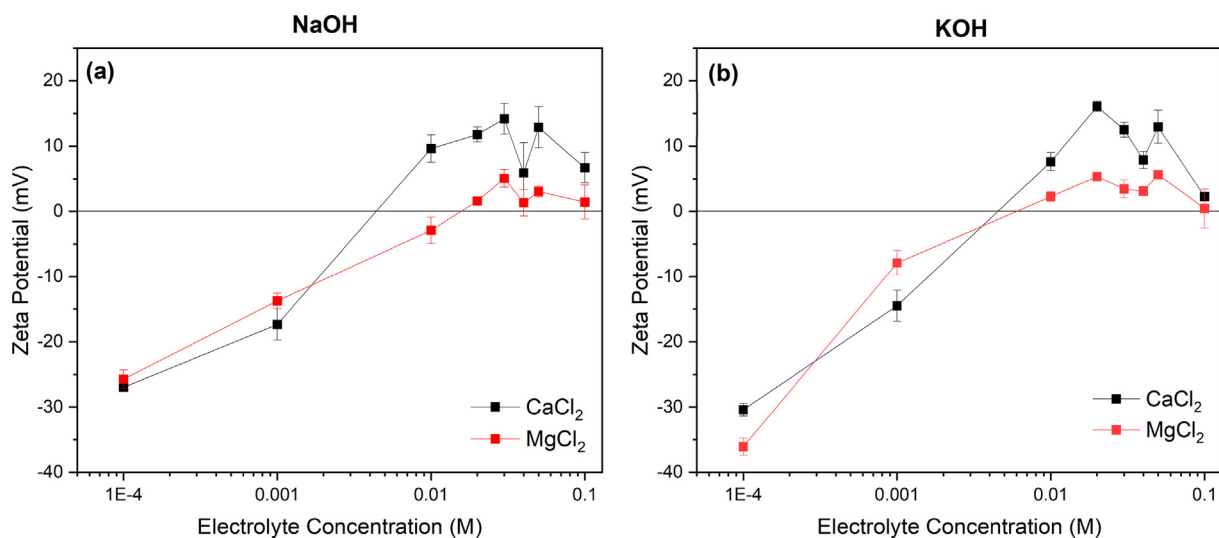 NaOH
(a)
Zeta Potential (mV)
20
10
0
-10
-20
-30
-40
CaCl₂
MgCl₂
1E-4
0.001
0.01
0.1
Electrolyte Concentration (M)
KOH
(b)
Zeta Potential (mV)
20
10
0
-10
-20
-30
-40
CaCl₂
MgCl₂
1E-4
0.001
0.01
0.1
Electrolyte Concentration (M)